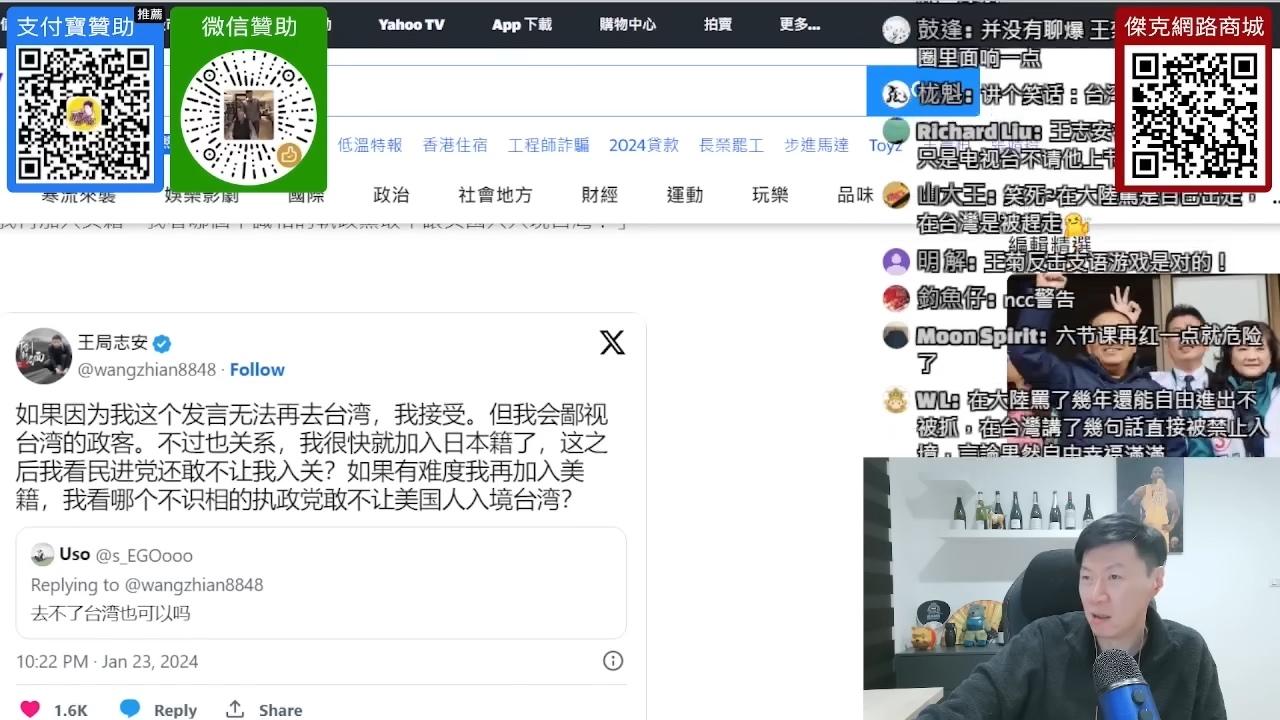 支付寶贊助
推薦
微信贊助
Yahoo TV
App 下載
購物中心
拍賣
更多...
傑克網路商城
低溫特報
香港住宿
工程師詐騙
2024貸款
長榮罷工
步進馬達
Toyz
寒流來襲
娛樂影劇
國際
政治
社會地方
財經
運動
玩樂
品味
編輯精選
王局志安
@wangzhian8848 · Follow
如果因为我这个发言无法再去台湾，我接受。但我会鄙视
台湾的政客。不过也关系，我很快就加入日本籍了，这之
后我看民进党还敢不让我入关？如果有难度我再加入美
籍，我看哪个不识相的执政党敢不让美国人入境台湾？
Uso @s_EGOooo
Replying to @wangzhian8848
去不了台湾也可以吗
10:22 PM · Jan 23, 2024
1.6K
Reply
Share
鼓逢: 并没有聊爆
圈里面响一点
栊魁: 讲个笑话：台
Richard Liu: 王志安
只是电视台不请他上
山大王: 笑死~在大陸罵是自由出走，
在台灣是被趕走🤗
明 解: 王菊反击支语游戏是对的！
釣魚仔: ncc警告
Moon Spirit: 六节课再红一点就危险
了
W L: 在大陸罵了幾年還能自由進出不
被抓，在台灣講了幾句話直接被禁止入
境，言論果然自由幸福滿滿